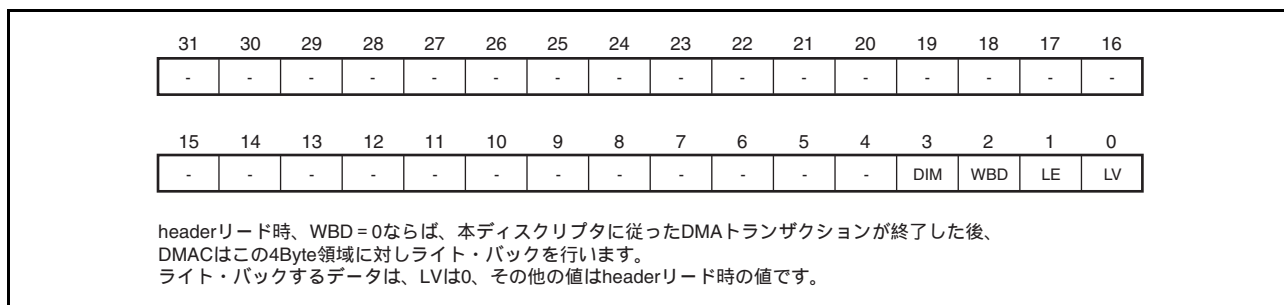 31 30 29 28 27 26 25 24 23 22 21 20 19 18 17 16
- - - - - - - - - - - - - - - -
15 14 13 12 11 10 9 8 7 6 5 4 3 2 1 0
- - - - - - - - - - - - DIM WBD LE LV
headerリード時、WBD = 0ならば、本ディスクリプタに従ったDMAトランザクションが終了した後、
DMACはこの4Byte領域に対しライト・バックを行います。
ライト・バックするデータは、LVは0、その他の値はheaderリード時の値です。